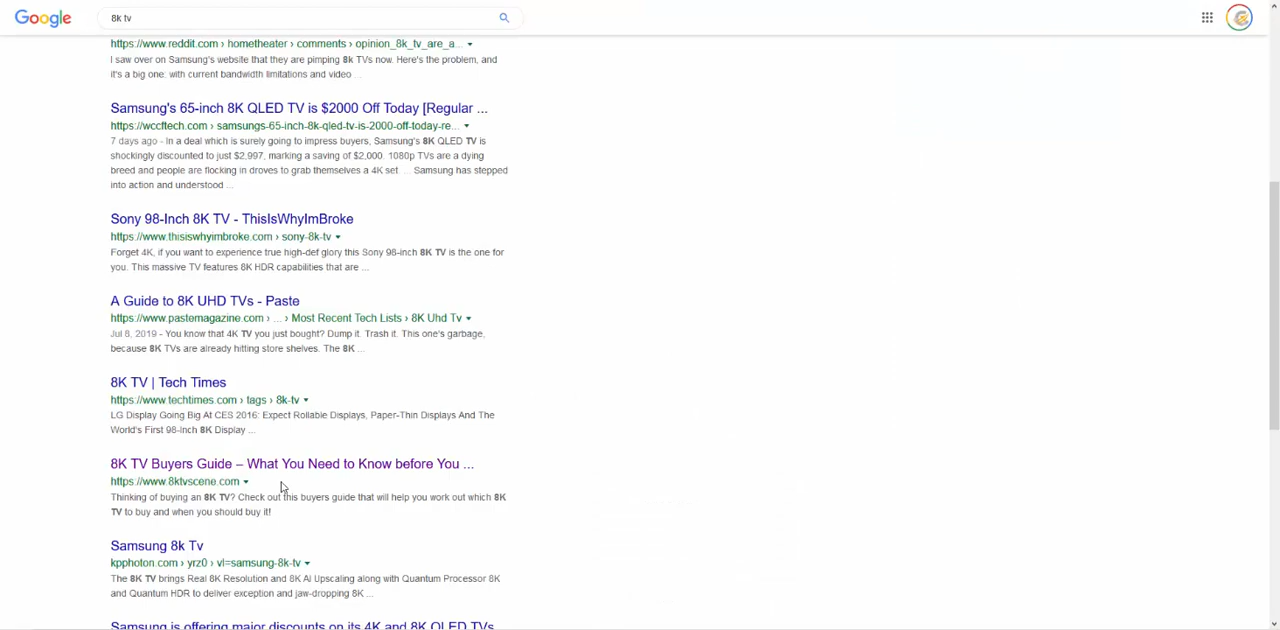 Google
8k tv
https://www.reddit.com › hometheater › comments › opinion_8k_tv_are_a...
I saw over on Samsung's website that they are pimping 8k TVs now. Here's the problem, and
it's a big one, with current bandwidth limitations and video ...
Samsung's 65-inch 8K QLED TV is $2000 Off Today [Regular ...
https://wccftech.com › samsungs-65-inch-8k-qled-tv-is-2000-off-today-re...
7 days ago - In a deal which is surely going to impress buyers, Samsung's 8K QLED TV is
shockingly discounted to just $2,997, marking a saving of $2,000. 1080p TVs are a dying
breed and people are flocking in droves to grab themselves a 4K set. ... Samsung has stepped
into action and understood ...
Sony 98-Inch 8K TV - ThisIsWhyImBroke
https://www.thisiswhyimbroke.com › sony-8k-tv
Forget 4K, if you want to experience true high-def glory this Sony 98-inch 8K TV is the one for
you. This massive TV features 8K HDR capabilities that are ...
A Guide to 8K UHD TVs - Paste
https://www.pastemagazine.com › ... › Most Recent Tech Lists › 8K Uhd Tv
Jul 8, 2019 - You know that 4K TV you just bought? Dump it. Trash it. This one's garbage,
because 8K TVs are already hitting store shelves. The 8K ...
8K TV | Tech Times
https://www.techtimes.com › tags › 8k-tv
LG Display Going Big At CES 2016: Expect Rollable Displays, Paper-Thin Displays And The
World's First 98-Inch 8K Display ...
8K TV Buyers Guide – What You Need to Know before You ...
https://www.8ktvscene.com
Thinking of buying an 8K TV? Check out this buyers guide that will help you work out which 8K
TV to buy and when you should buy it!
Samsung 8k Tv
kpphoton.com › yrz0 › vl=samsung-8k-tv
The 8K TV brings Real 8K Resolution and 8K AI Upscaling along with Quantum Processor 8K
and Quantum HDR to deliver exception and jaw-dropping 8K ...
Samsung is offering major discounts on its 4K and 8K QLED TVs